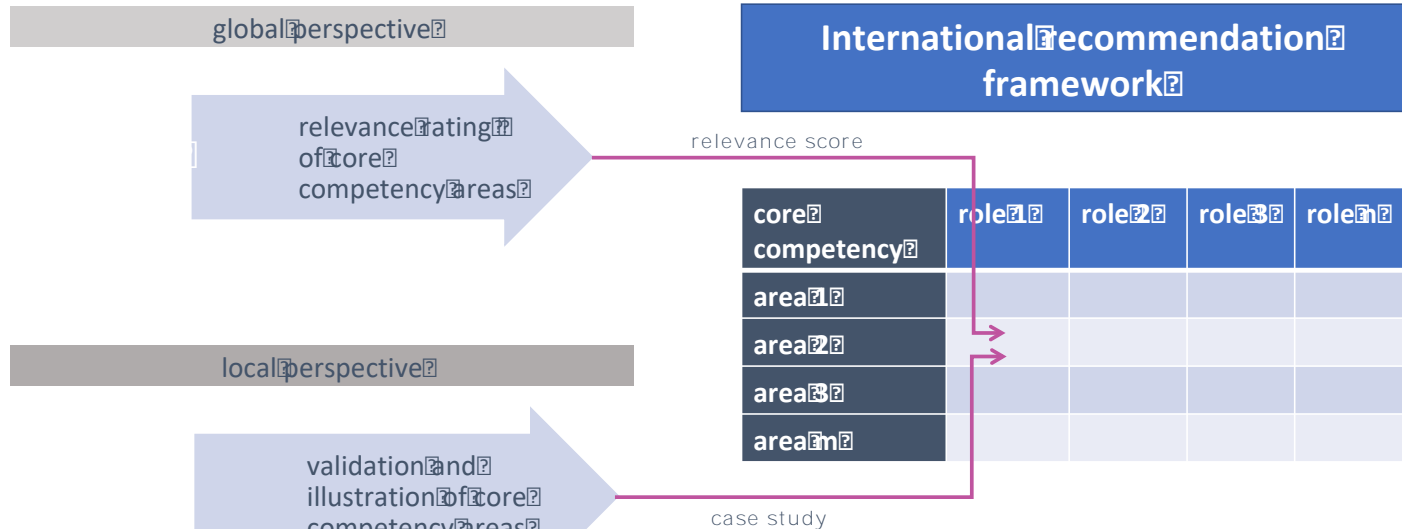 global perspective
International recommendation
framework
relevance rating
of core
competency areas
relevance score
core
competency
role 1
role 2
role 3
role n
area 1
area 2
area 3
area m
local perspective
validation and
illustration of core
competency areas
case study